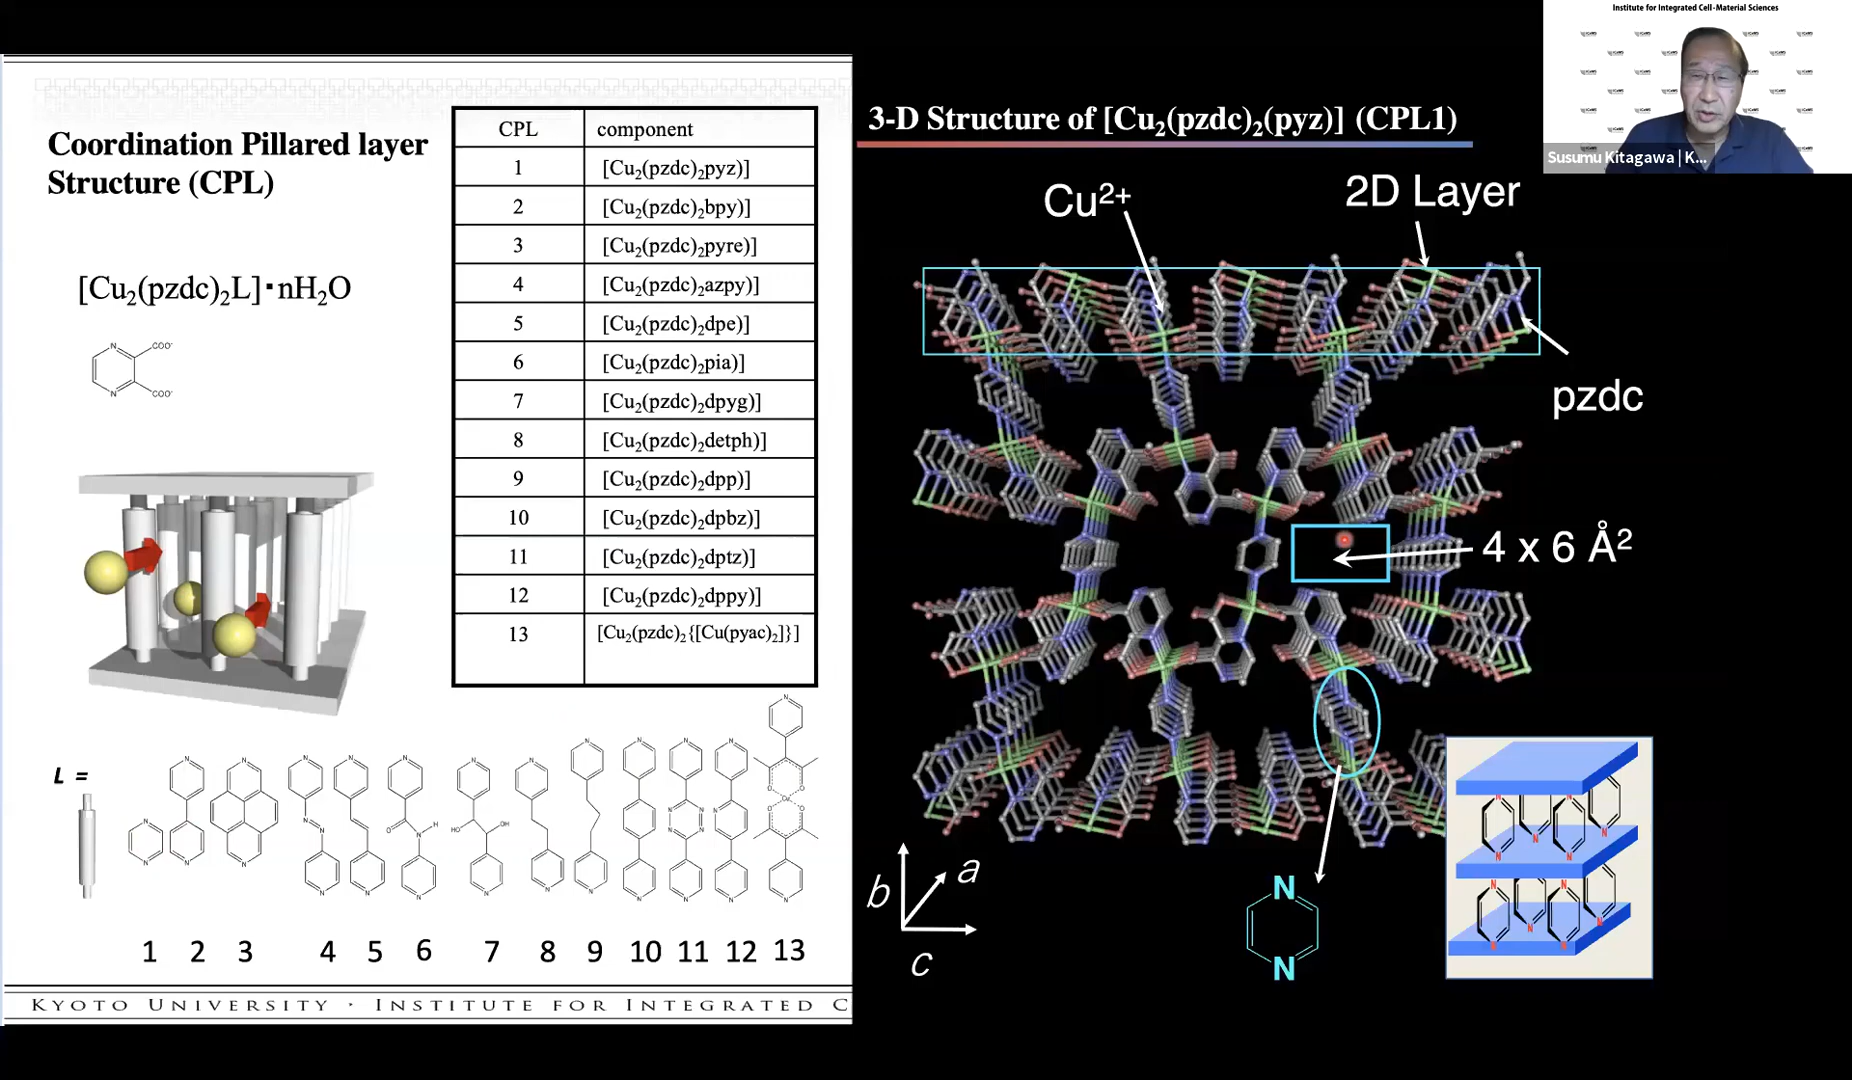 Institute for Integrated Cell-Material Sciences
Susumu Kitagawa | K...
Coordination Pillared layer
Structure (CPL)
[Cu₂(pzdc)₂L]·nH₂O
N
COO⁻
N
COO⁻
CPL component
1 [Cu₂(pzdc)₂pyz]
2 [Cu₂(pzdc)₂bpy]
3 [Cu₂(pzdc)₂pyre]
4 [Cu₂(pzdc)₂azpy]
5 [Cu₂(pzdc)₂dpe]
6 [Cu₂(pzdc)₂pia]
7 [Cu₂(pzdc)₂dpyg]
8 [Cu₂(pzdc)₂detph]
9 [Cu₂(pzdc)₂dpp]
10 [Cu₂(pzdc)₂dpbz]
11 [Cu₂(pzdc)₂dptz]
12 [Cu₂(pzdc)₂dppy]
13 [Cu₂(pzdc)₂{[Cu(pyac)₂]}]
L =
1 2 3 4 5 6 7 8 9 10 11 12 13
KYOTO UNIVERSITY · INSTITUTE FOR INTEGRATED C
3-D Structure of [Cu₂(pzdc)₂(pyz)] (CPL1)
Cu²⁺
2D Layer
pzdc
4 x 6 Å²
b
a
c
N
N